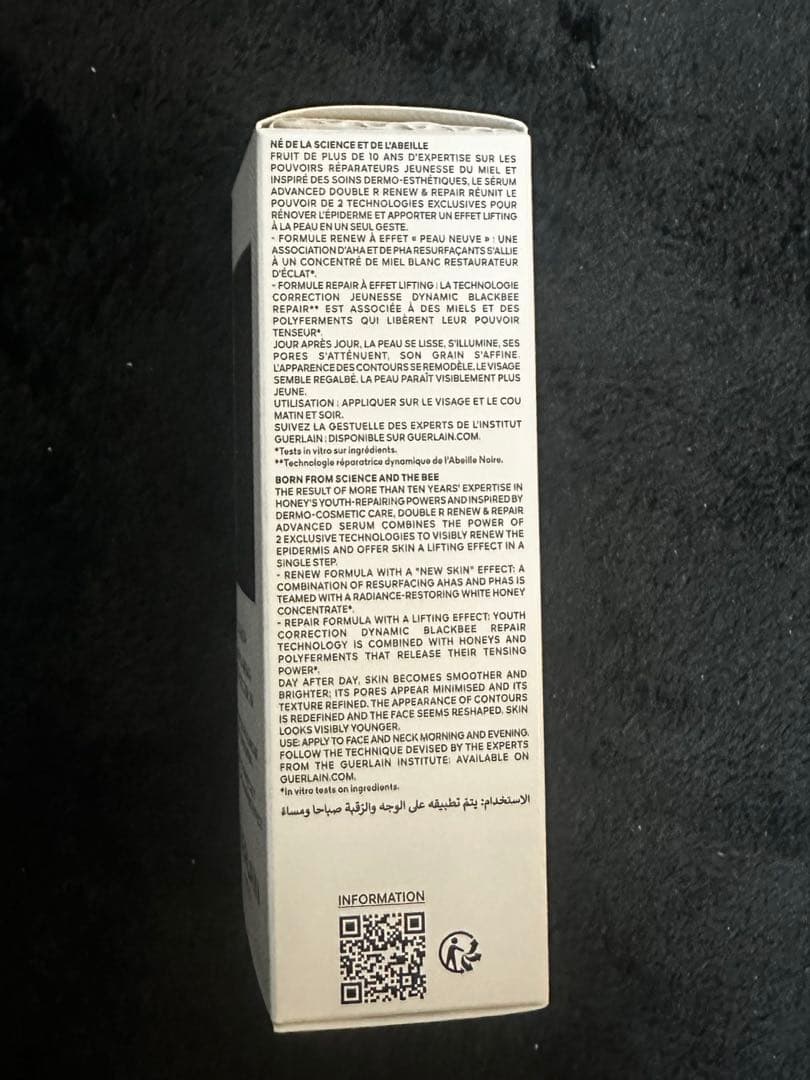 NÉ DE LA SCIENCE ET DE L'ABEILLE
FRUIT DE PLUS DE 10 ANS D'EXPERTISE SUR LES
POUVOIRS RÉPARATEURS JEUNESSE DU MIEL ET
INSPIRÉ DES SOINS DERMO-ESTHÉTIQUES, LE SÉRUM
ADVANCED DOUBLE R RENEW & REPAIR RÉUNIT LE
POUVOIR DE 2 TECHNOLOGIES EXCLUSIVES POUR
RÉNOVER L'ÉPIDERME ET APPORTER UN EFFET LIFTING
À LA PEAU EN UN SEUL GESTE.
- FORMULE RENEW À EFFET « PEAU NEUVE » : UNE
ASSOCIATION D'AHA ET DE PHA RESURFAÇANTS S'ALLIE
À UN CONCENTRÉ DE MIEL BLANC RESTAURATEUR
D'ÉCLAT*.
- FORMULE REPAIR À EFFET LIFTING : LA TECHNOLOGIE
CORRECTION JEUNESSE DYNAMIC BLACKBEE
REPAIR** EST ASSOCIÉE À DES MIELS ET DES
POLYFERMENTS QUI LIBÈRENT LEUR POUVOIR
TENSEUR*.
JOUR APRÈS JOUR, LA PEAU SE LISSE, S'ILLUMINE, SES
PORES S'ATTÉNUENT, SON GRAIN S'AFFINE.
L'APPARENCE DES CONTOURS SE REMODÈLE, LE VISAGE
SEMBLE REGALBÉ. LA PEAU PARAÎT VISIBLEMENT PLUS
JEUNE.
UTILISATION : APPLIQUER SUR LE VISAGE ET LE COU
MATIN ET SOIR.
SUIVEZ LA GESTUELLE DES EXPERTS DE L'INSTITUT
GUERLAIN : DISPONIBLE SUR GUERLAIN.COM.
*Tests in vitro sur ingrédients.
**Technologie réparatrice dynamique de l'Abeille Noire.
BORN FROM SCIENCE AND THE BEE
THE RESULT OF MORE THAN TEN YEARS' EXPERTISE IN
HONEY'S YOUTH-REPAIRING POWERS AND INSPIRED BY
DERMO-COSMETIC CARE, DOUBLE R RENEW & REPAIR
ADVANCED SERUM COMBINES THE POWER OF
2 EXCLUSIVE TECHNOLOGIES TO VISIBLY RENEW THE
EPIDERMIS AND OFFER SKIN A LIFTING EFFECT IN A
SINGLE STEP.
- RENEW FORMULA WITH A "NEW SKIN" EFFECT: A
COMBINATION OF RESURFACING AHAS AND PHAS IS
TEAMED WITH A RADIANCE-RESTORING WHITE HONEY
CONCENTRATE*.
- REPAIR FORMULA WITH A LIFTING EFFECT: YOUTH
CORRECTION DYNAMIC BLACKBEE REPAIR
TECHNOLOGY IS COMBINED WITH HONEYS AND
POLYFERMENTS THAT RELEASE THEIR TENSING
POWER*.
DAY AFTER DAY, SKIN BECOMES SMOOTHER AND
BRIGHTER; ITS PORES APPEAR MINIMISED AND ITS
TEXTURE REFINED. THE APPEARANCE OF CONTOURS
IS REDEFINED AND THE FACE SEEMS RESHAPED. SKIN
LOOKS VISIBLY YOUNGER.
USE: APPLY TO FACE AND NECK MORNING AND EVENING.
FOLLOW THE TECHNIQUE DEVISED BY THE EXPERTS
FROM THE GUERLAIN INSTITUTE: AVAILABLE ON
GUERLAIN.COM.
*In vitro tests on ingredients.
الاستخدام: يتم تطبيقه على الوجه والرّقبة صباحا ومساءً
INFORMATION